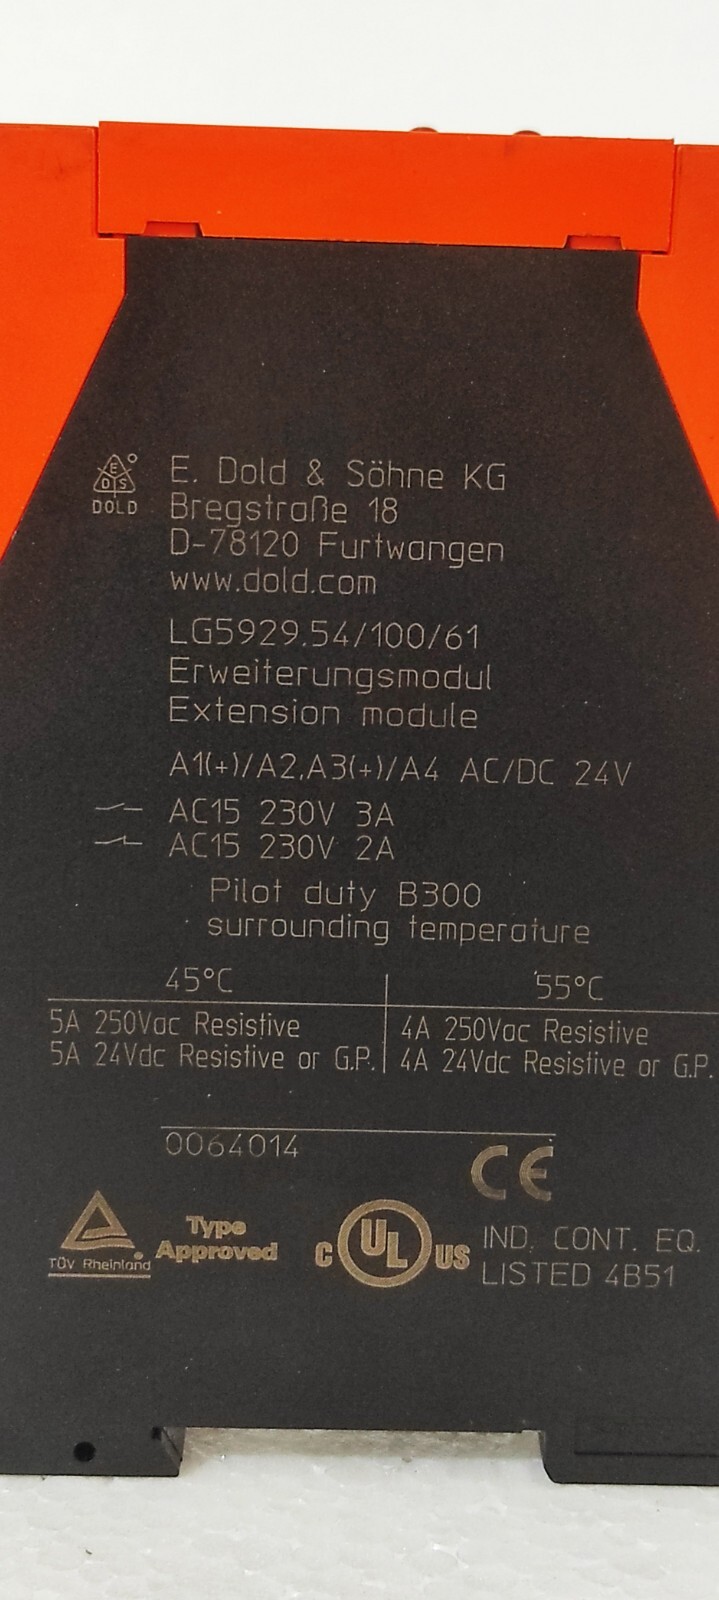 E
DS
DOLD
E. Dold & Söhne KG
Bregstraße 18
D-78120 Furtwangen
www.dold.com
LG5929.54/100/61
Erweiterungsmodul
Extension module
A1(+)/A2,A3(+)/A4 AC/DC 24V
AC15 230V 3A
AC15 230V 2A
Pilot duty B300
surrounding temperature
45°C
55°C
5A 250Vac Resistive
4A 250Vac Resistive
5A 24Vdc Resistive or G.P.
4A 24Vdc Resistive or G.P.
0064014
CE
TÜV Rheinland
Type
Approved
C UL US
IND. CONT. EQ.
LISTED 4B51